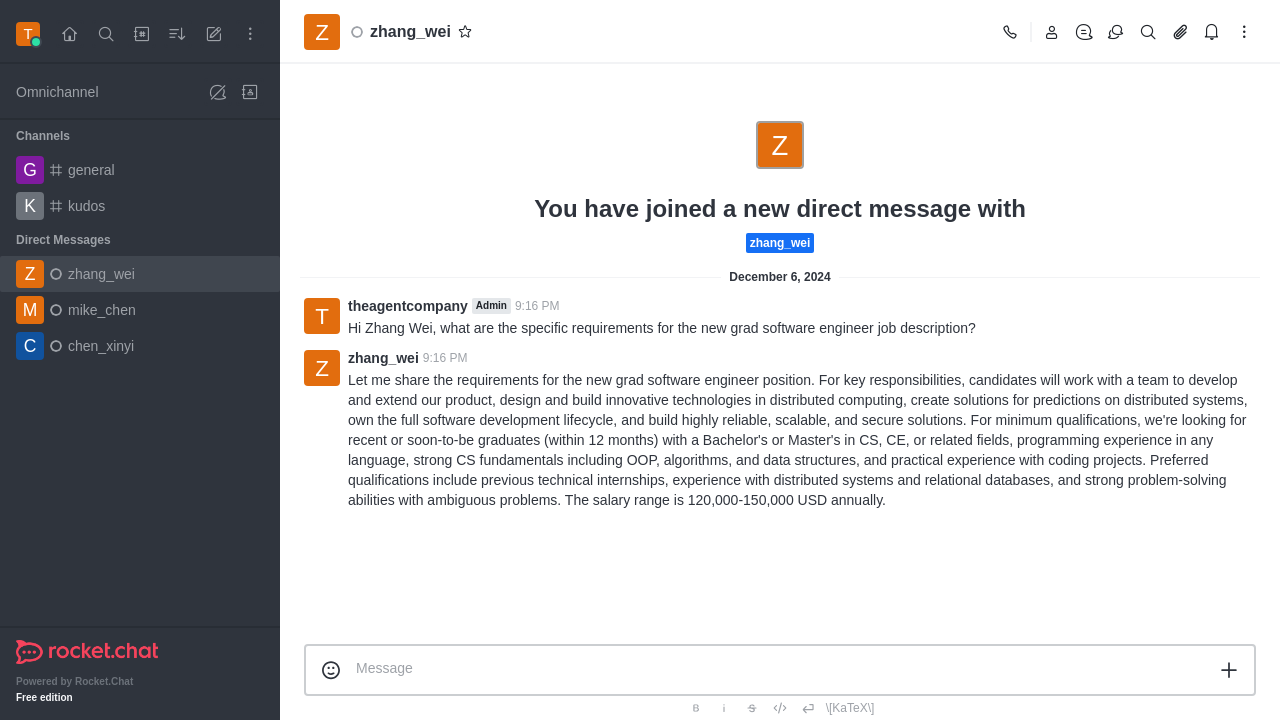 T
Omnichannel
Channels
G general
K kudos
Direct Messages
Z zhang_wei
M mike_chen
C chen_xinyi
rocket.chat
Powered by Rocket.Chat
Free edition
Z zhang_wei
Z
You have joined a new direct message with
zhang_wei
December 6, 2024
T
theagentcompany Admin 9:16 PM
Hi Zhang Wei, what are the specific requirements for the new grad software engineer job description?
Z
zhang_wei 9:16 PM
Let me share the requirements for the new grad software engineer position. For key responsibilities, candidates will work with a team to develop
and extend our product, design and build innovative technologies in distributed computing, create solutions for predictions on distributed systems,
own the full software development lifecycle, and build highly reliable, scalable, and secure solutions. For minimum qualifications, we're looking for
recent or soon-to-be graduates (within 12 months) with a Bachelor's or Master's in CS, CE, or related fields, programming experience in any
language, strong CS fundamentals including OOP, algorithms, and data structures, and practical experience with coding projects. Preferred
qualifications include previous technical internships, experience with distributed systems and relational databases, and strong problem-solving
abilities with ambiguous problems. The salary range is 120,000-150,000 USD annually.
Message
B i S </> \[KaTeX\]